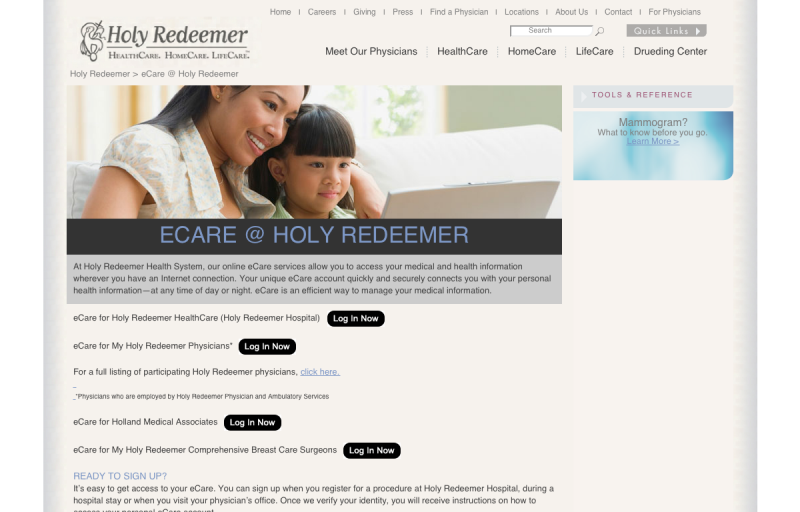 Home I Careers I Giving I Press I Find a Physician I Locations I About Us I Contact I For Physicians
Holy Redeemer
HEALTHCARE. HOMECARE. LIFECARE.
Search
Quick Links
Meet Our Physicians HealthCare HomeCare LifeCare Drueding Center
Holy Redeemer > eCare @ Holy Redeemer
TOOLS & REFERENCE
Mammogram?
What to know before you go.
Learn More >
ECARE @ HOLY REDEEMER
At Holy Redeemer Health System, our online eCare services allow you to access your medical and health information
wherever you have an Internet connection. Your unique eCare account quickly and securely connects you with your personal
health information—at any time of day or night. eCare is an efficient way to manage your medical information.
eCare for Holy Redeemer HealthCare (Holy Redeemer Hospital) Log In Now
eCare for My Holy Redeemer Physicians* Log In Now
For a full listing of participating Holy Redeemer physicians, click here.
*Physicians who are employed by Holy Redeemer Physician and Ambulatory Services
eCare for Holland Medical Associates Log In Now
eCare for My Holy Redeemer Comprehensive Breast Care Surgeons Log In Now
READY TO SIGN UP?
It's easy to get access to your eCare. You can sign up when you register for a procedure at Holy Redeemer Hospital, during a
hospital stay or when you visit your physician's office. Once we verify your identity, you will receive instructions on how to
access your personal eCare account.